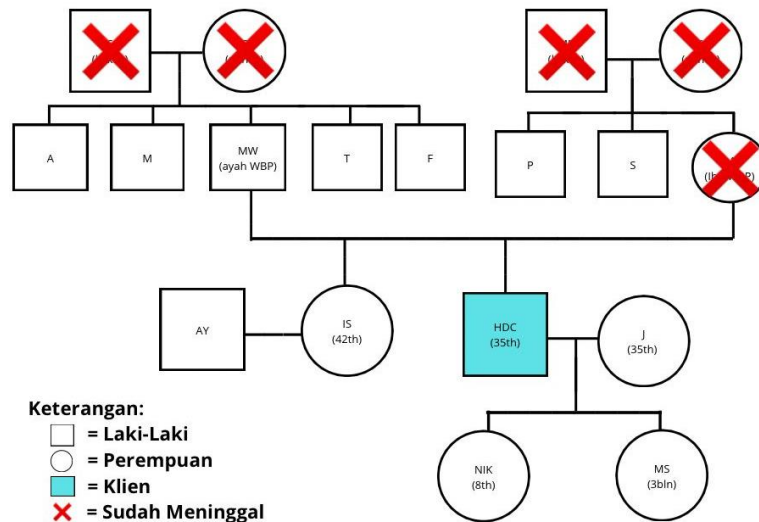 A
M
MW
(ayah WBP)
T
F
P
S
AY
IS
(42th)
HDC
(35th)
J
(35th)
NIK
(8th)
MS
(3bln)
Keterangan:
= Laki-Laki
= Perempuan
= Klien
= Sudah Meninggal